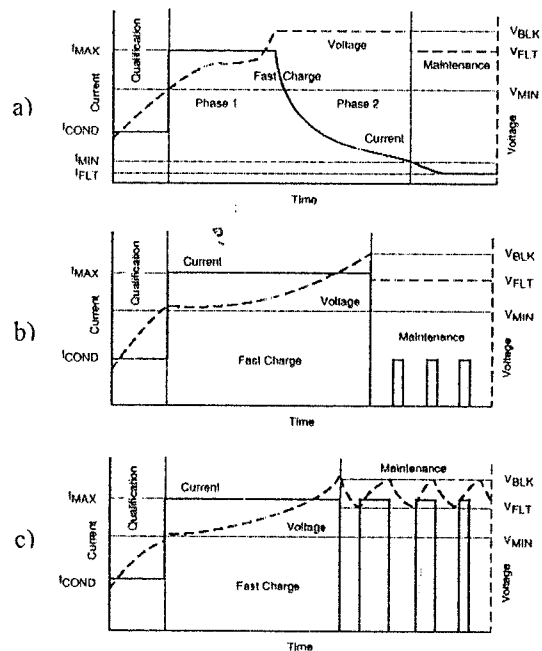 a)
Qualification
Current
IMAX
ICOND
IMIN
IFLT
Voltage
Fast Charge
Phase 1
Phase 2
Current
Maintenance
VBLK
VFLT
VMIN
Voltage
Time
b)
Qualification
Current
IMAX
ICOND
Current
Voltage
Fast Charge
Maintenance
VBLK
VFLT
VMIN
Voltage
Time
c)
Qualification
Current
IMAX
ICOND
Current
Voltage
Fast Charge
Maintenance
VBLK
VFLT
VMIN
Voltage
Time